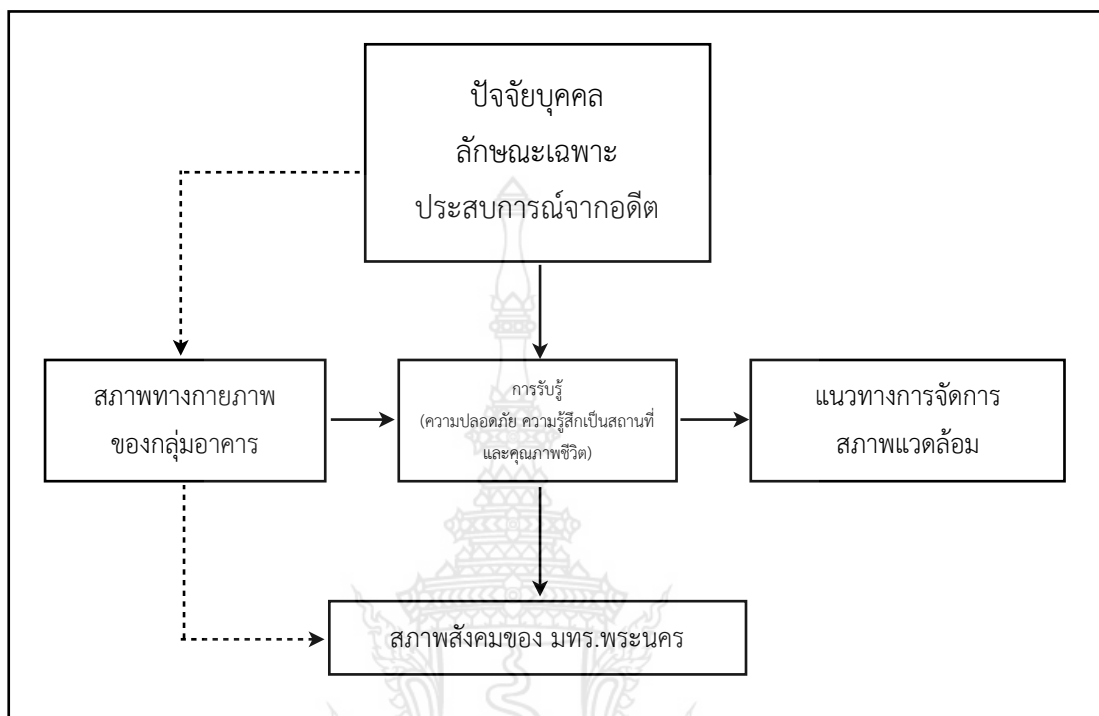 ปัจจัยบุคคล
ลักษณะเฉพาะ
ประสบการณ์จากอดีต
สภาพทางกายภาพ
ของกลุ่มอาคาร
การรับรู้
(ความปลอดภัย ความรู้สึกเป็นสถานที่
และคุณภาพชีวิต)
แนวทางการจัดการ
สภาพแวดล้อม
สภาพสังคมของ มทร.พระนคร